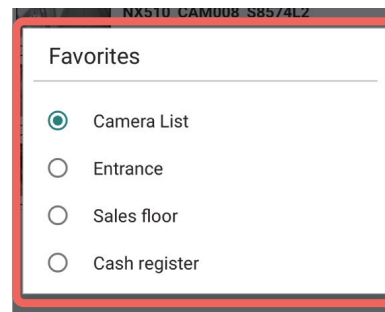 NX510 CAM008 S8574L2
Favorites
Camera List
Entrance
Sales floor
Cash register